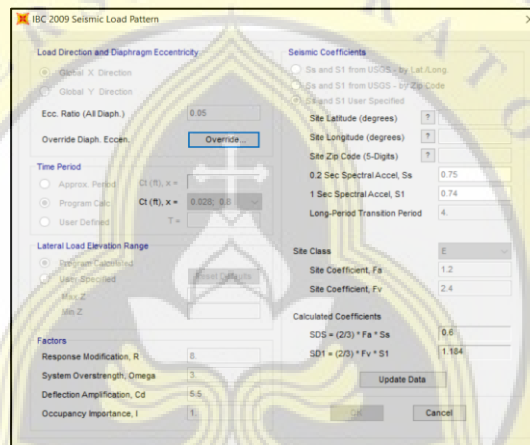 IBC 2009 Seismic Load Pattern
Load Direction and Diaphragm Eccentricity
Global X Direction
Global Y Direction
Ecc. Ratio (All Diaph.) 0.05
Override Diaph. Eccen. Override...
Time Period
Approx. Period Ct (ft), x =
Program Calc Ct (ft), x = 0.028; 0.8
User Defined T =
Lateral Load Elevation Range
Program Calculated
User Specified Reset Defaults
Max Z
Min Z
Factors
Response Modification, R 8.
System Overstrength, Omega 3.
Deflection Amplification, Cd 5.5
Occupancy Importance, I 1.
Seismic Coefficients
Ss and S1 from USGS - by Lat./Long.
Ss and S1 from USGS - by Zip Code
Ss and S1 User Specified
Site Latitude (degrees) ?
Site Longitude (degrees) ?
Site Zip Code (5-Digits) ?
0.2 Sec Spectral Accel, Ss 0.75
1 Sec Spectral Accel, S1 0.74
Long-Period Transition Period 4.
Site Class E
Site Coefficient, Fa 1.2
Site Coefficient, Fv 2.4
Calculated Coefficients
SDS = (2/3) * Fa * Ss 0.6
SD1 = (2/3) * Fv * S1 1.184
Update Data
OK Cancel